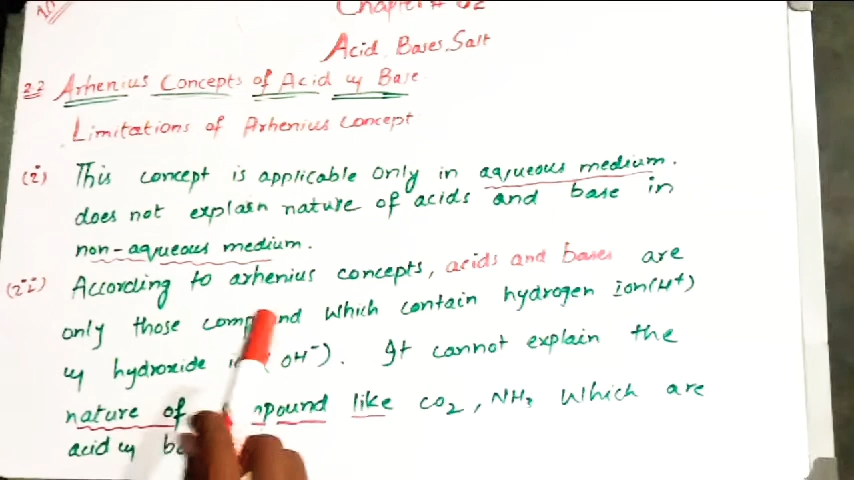 Chapter # 02
Acid Bases Salt
2.2 Arhenius Concepts of Acid & Base
Limitations of Arhenius concept
(i) This concept is applicable only in aqueous medium.
does not explain nature of acids and base in
non-aqueous medium.
(ii) According to arhenius concepts, acids and bases are
only those compound which contain hydrogen ion(H+)
& hydroxide (OH-). It cannot explain the
nature of like CO2, NH3 which are
acid &